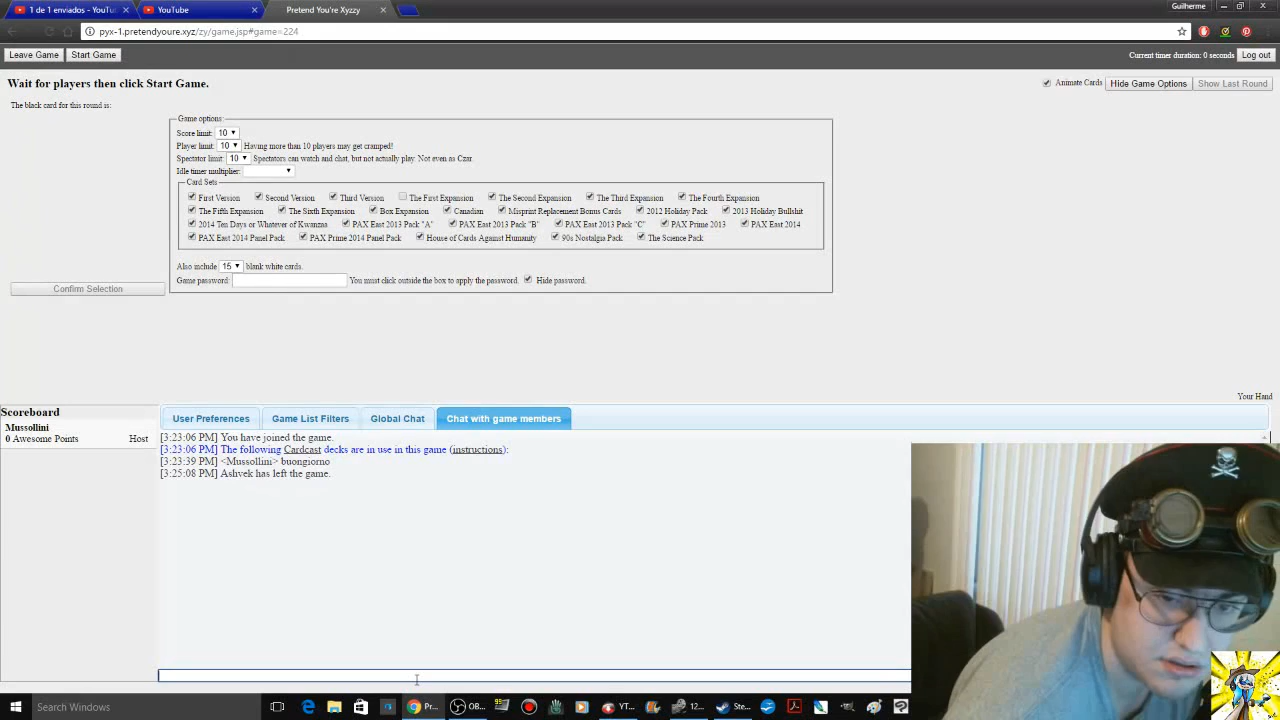 1 de 1 enviados - YouTu
YouTube
Pretend You're Xyzzy
Guilherme
pyx-1.pretendyoure.xyz/zy/game.jsp#game=224
Leave Game
Start Game
Current timer duration: 0 seconds
Log out
Wait for players then click Start Game.
Animate Cards
Hide Game Options
Show Last Round
The black card for this round is:
Game options:
Score limit: 10
Player limit: 10 Having more than 10 players may get cramped!
Spectator limit: 10 Spectators can watch and chat, but not actually play. Not even as Czar.
Idle timer multiplier:
Card Sets
First Version Second Version Third Version The First Expansion The Second Expansion The Third Expansion The Fourth Expansion
The Fifth Expansion The Sixth Expansion Box Expansion Canadian Misprint Replacement Bonus Cards 2012 Holiday Pack 2013 Holiday Bullshit
2014 Ten Days or Whatever of Kwanzaa PAX East 2013 Pack "A" PAX East 2013 Pack "B" PAX East 2013 Pack "C" PAX Prime 2013 PAX East 2014
PAX East 2014 Panel Pack PAX Prime 2014 Panel Pack House of Cards Against Humanity 90s Nostalgia Pack The Science Pack
Also include 15 blank white cards.
Game password: You must click outside the box to apply the password. Hide password.
Confirm Selection
Your Hand
Scoreboard
Mussollini
0 Awesome Points Host
User Preferences
Game List Filters
Global Chat
Chat with game members
[3:23:06 PM] You have joined the game.
[3:23:06 PM] The following Cardcast decks are in use in this game (instructions):
[3:23:39 PM] <Mussollini> buongiorno
[3:25:08 PM] Ashvek has left the game.
Search Windows
Pr...
OB...
YT...
12...
Ste...